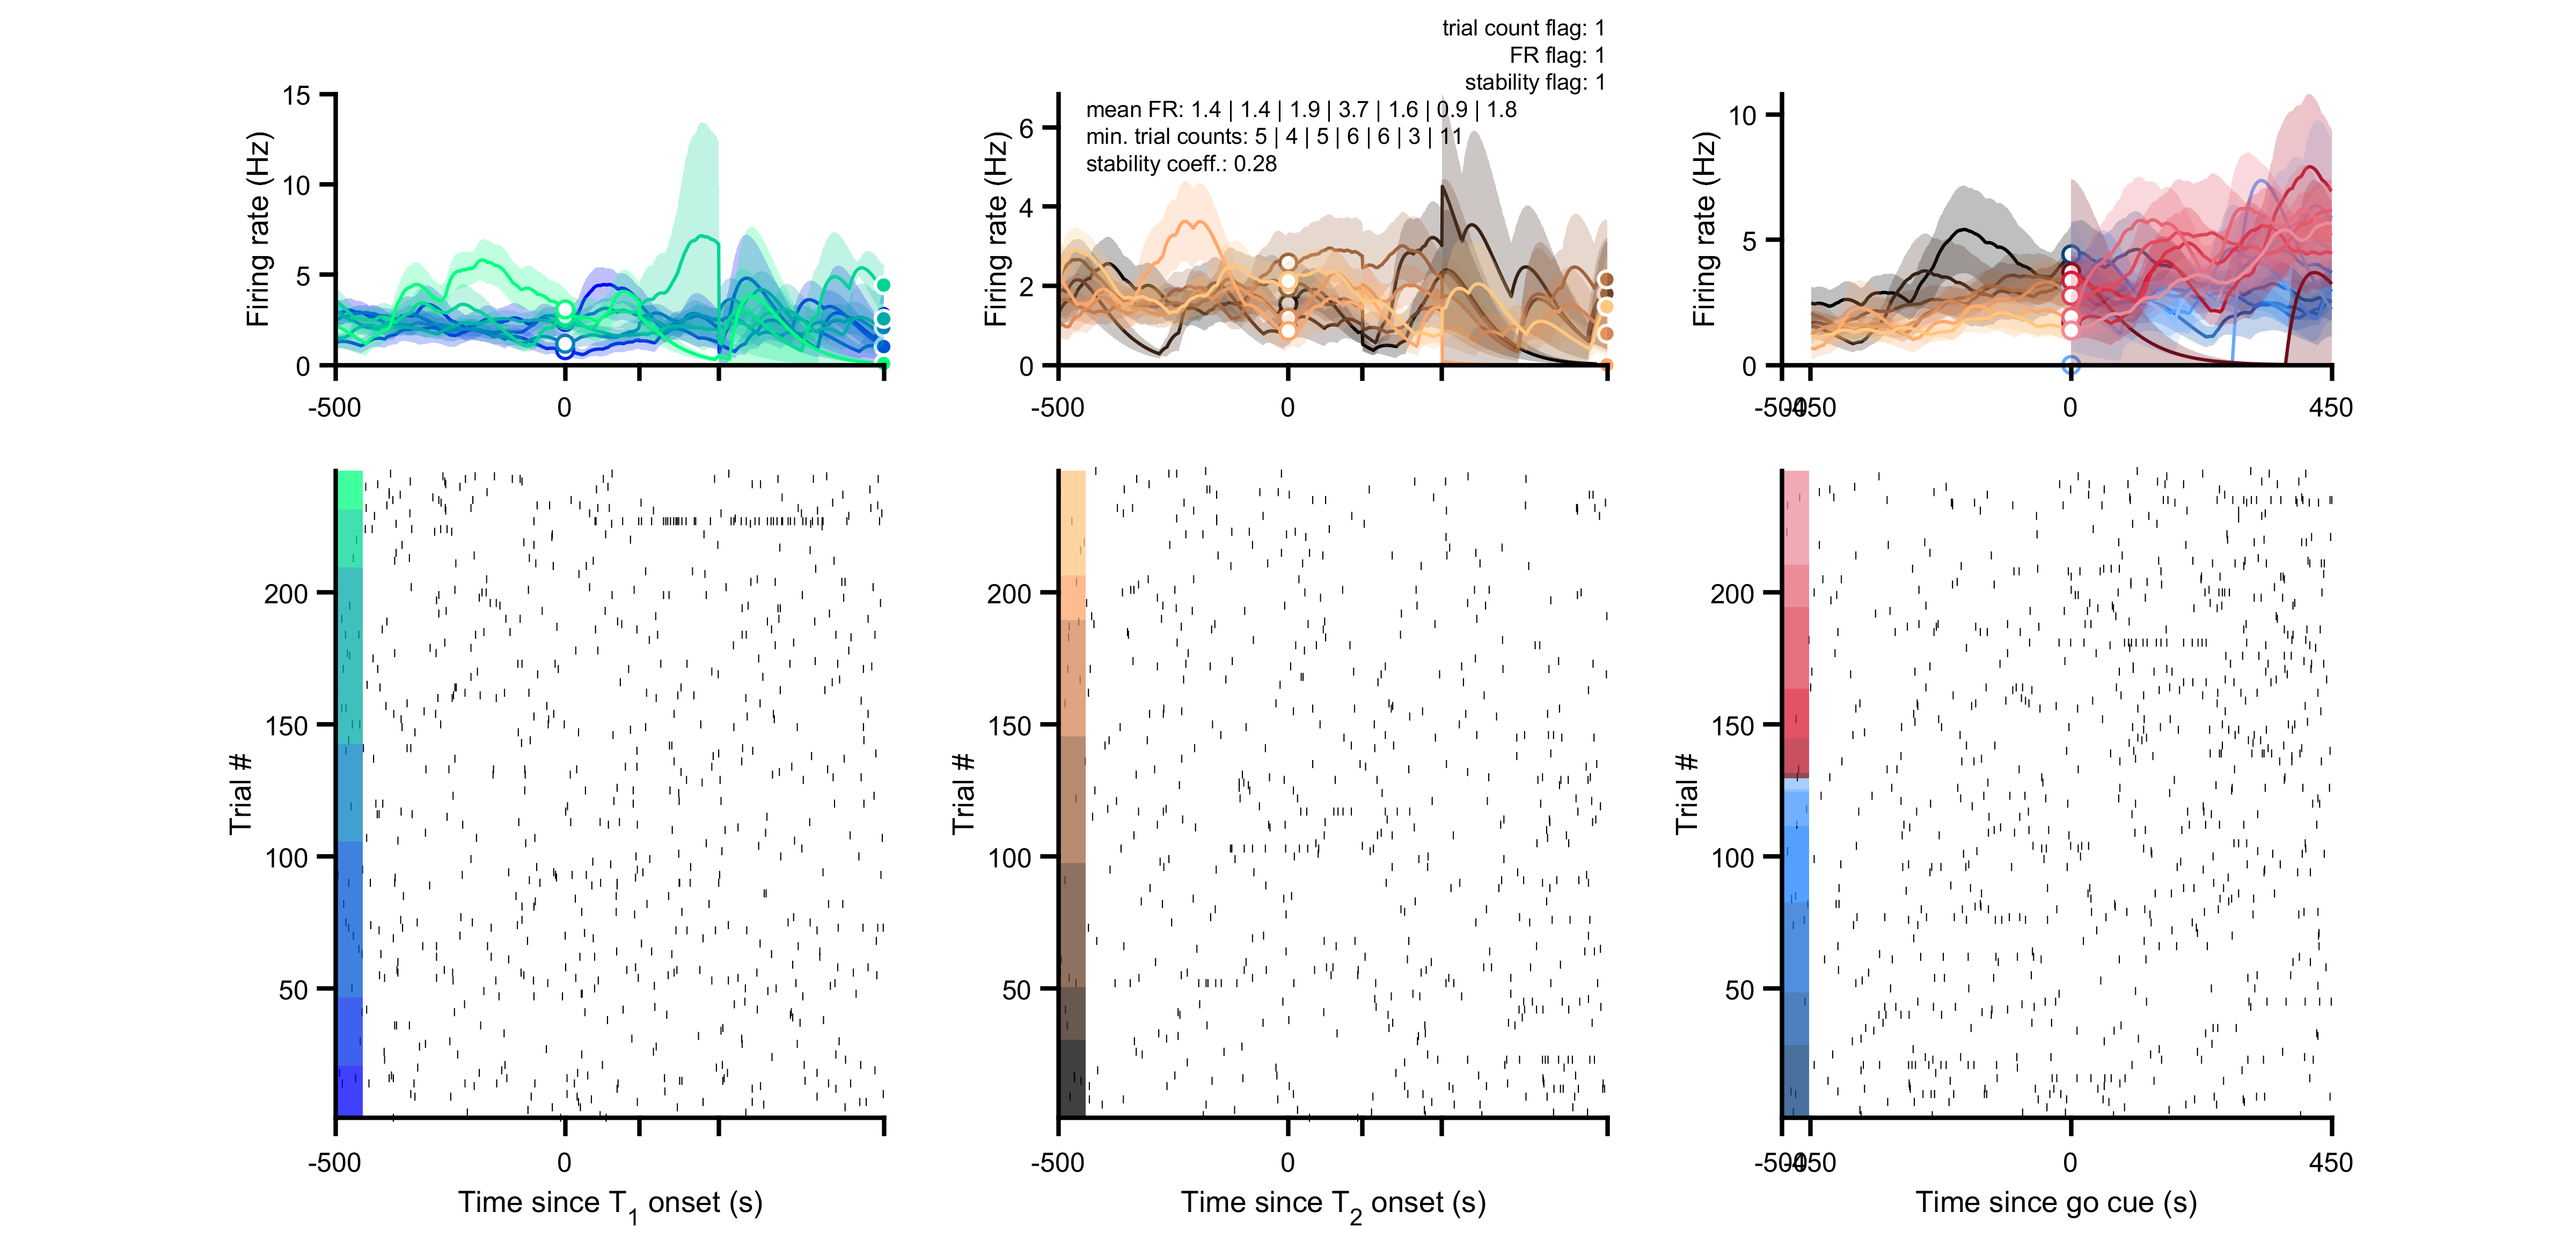 trial count flag: 1
FR flag: 1
stability flag: 1
mean FR: 1.4 | 1.4 | 1.9 | 3.7 | 1.6 | 0.9 | 1.8
min. trial counts: 5 | 4 | 5 | 6 | 6 | 3 | 11
stability coeff.: 0.28
Firing rate (Hz)
15
10
5
0
-500
0
Firing rate (Hz)
6
4
2
0
-500
0
Firing rate (Hz)
10
5
0
-500
-450
0
450
Trial #
200
150
100
50
-500
0
Time since T1 onset (s)
Trial #
200
150
100
50
-500
0
Time since T2 onset (s)
Trial #
200
150
100
50
-500
-450
0
450
Time since go cue (s)